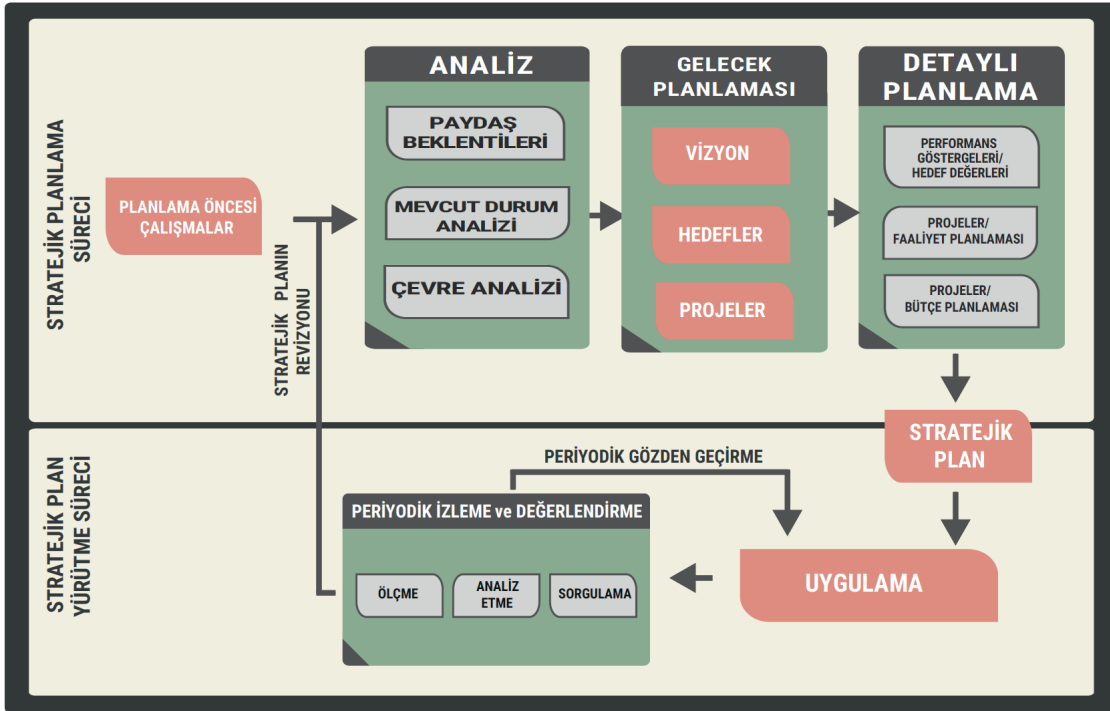 STRATEJİK PLANLAMA
SÜRECİ
PLANLAMA ÖNCESİ
ÇALIŞMALAR
STRATEJİK PLANIN
REVİZYONU
ANALİZ
PAYDAŞ
BEKLENTİLERİ
MEVCUT DURUM
ANALİZİ
ÇEVRE ANALİZİ
GELECEK
PLANLAMASI
VİZYON
HEDEFLER
PROJELER
DETAYLI
PLANLAMA
PERFORMANS
GÖSTERGELERİ/
HEDEF DEĞERLERİ
PROJELER/
FAALİYET PLANLAMASI
PROJELER/
BÜTÇE PLANLAMASI
STRATEJİK
PLAN
STRATEJİK PLAN
YÜRÜTME SÜRECİ
PERİYODİK GÖZDEN GEÇİRME
PERİYODİK İZLEME ve DEĞERLENDİRME
ÖLÇME
ANALİZ
ETME
SORGULAMA
UYGULAMA